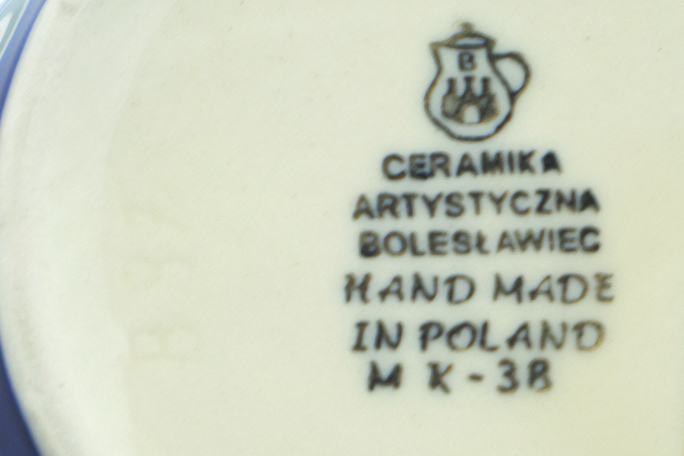 B
CERAMIKA
ARTYSTYCZNA
BOLESŁAWIEC
HAND MADE
IN POLAND
M K-3B